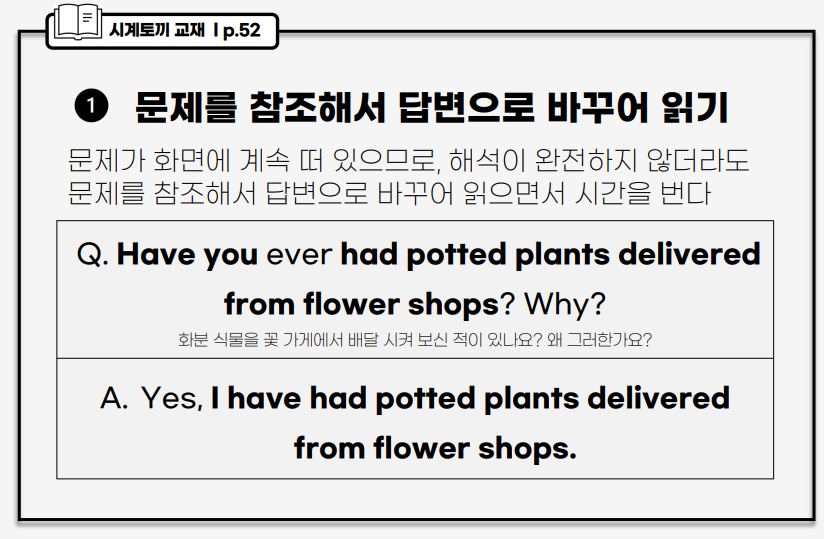 시계토끼 교재 l p.52
1 문제를 참조해서 답변으로 바꾸어 읽기
문제가 화면에 계속 떠 있으므로, 해석이 완전하지 않더라도
문제를 참조해서 답변으로 바꾸어 읽으면서 시간을 번다
Q. Have you ever had potted plants delivered
from flower shops? Why?
화분 식물을 꽃 가게에서 배달 시켜 보신 적이 있나요? 왜 그러한가요?
A. Yes, I have had potted plants delivered
from flower shops.